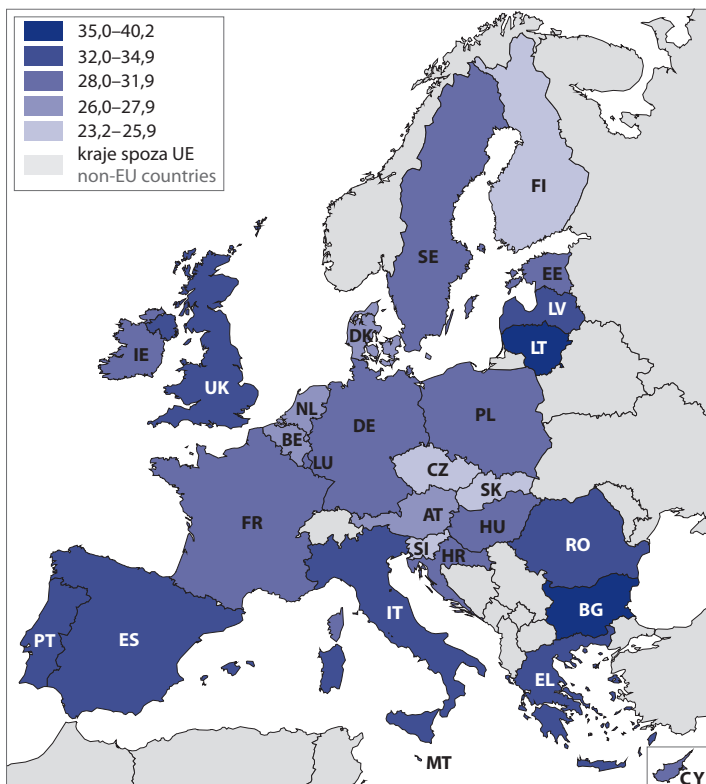 35,0–40,2
32,0–34,9
28,0–31,9
26,0–27,9
23,2–25,9
kraje spoza UE
non-EU countries
FI
SE
EE
LV
LT
DK
IE
UK
NL
BE
LU
DE
PL
CZ
SK
AT
HU
SI
HR
FR
RO
BG
IT
PT
ES
EL
MT
CY